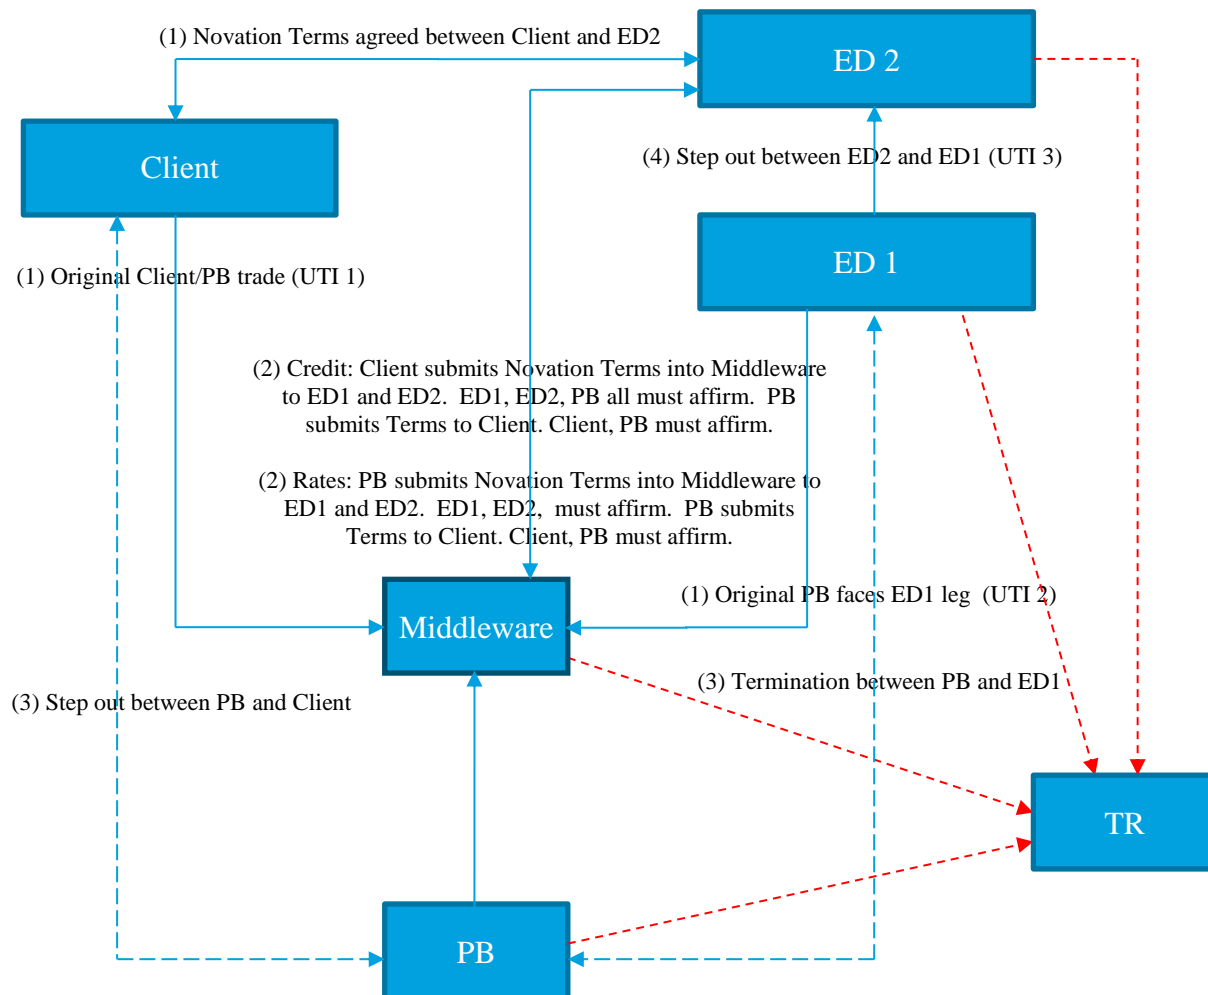 (1) Novation Terms agreed between Client and ED2
ED 2
Client
(4) Step out between ED2 and ED1 (UTI 3)
ED 1
(1) Original Client/PB trade (UTI 1)
(2) Credit: Client submits Novation Terms into Middleware
to ED1 and ED2.  ED1, ED2, PB all must affirm.  PB
submits Terms to Client. Client, PB must affirm.
(2) Rates: PB submits Novation Terms into Middleware to
ED1 and ED2.  ED1, ED2,  must affirm.  PB submits
Terms to Client. Client, PB must affirm.
(1) Original PB faces ED1 leg  (UTI 2)
Middleware
(3) Termination between PB and ED1
(3) Step out between PB and Client
TR
PB